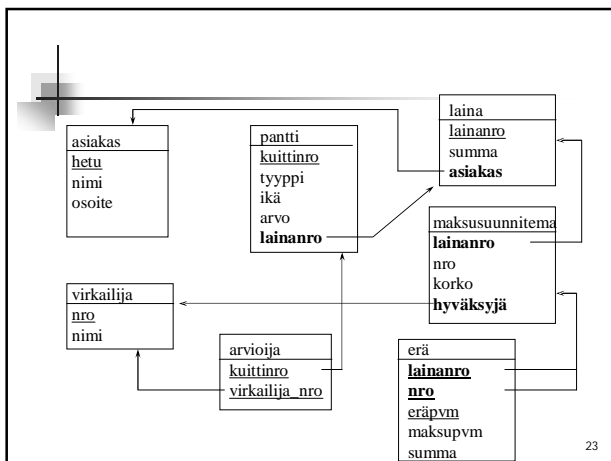 asiakas
hetu
nimi
osoite
pantti
kuittinro
tyyppi
ikä
arvo
lainanro
laina
lainanro
summa
asiakas
maksusuunnitema
lainanro
nro
korko
hyväksyjä
virkailija
nro
nimi
arvioija
kuittinro
virkailija_nro
erä
lainanro
nro
eräpvm
maksupvm
summa
23